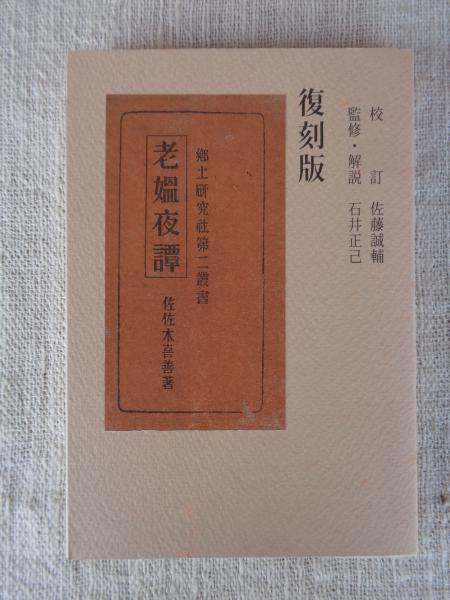 校訂 佐藤誠輔
監修・解説 石井正己
復刻版
郷土研究社第二叢書
老媼夜譚
佐佐木喜善著